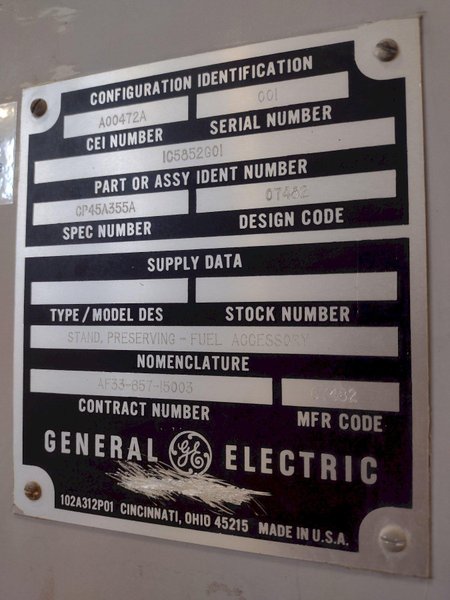 CONFIGURATION IDENTIFICATION
A00472A 001
CEI NUMBER SERIAL NUMBER
1C5852G01
PART OR ASSY IDENT NUMBER
CP45A355A 07482
SPEC NUMBER DESIGN CODE
SUPPLY DATA
TYPE/MODEL DES STOCK NUMBER
STAND, PRESERVING - FUEL ACCESSORY
NOMENCLATURE
AF33-657-15003 07482
CONTRACT NUMBER MFR CODE
GENERAL GE ELECTRIC
102A312P01 CINCINNATI, OHIO 45215 MADE IN U.S.A.